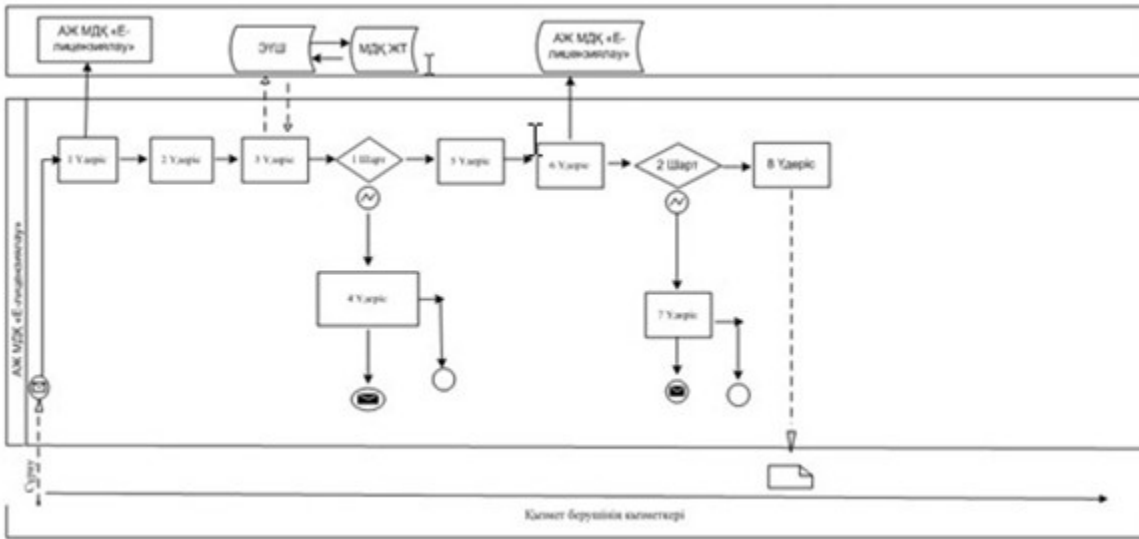 АЖ МДҚ «Е-
лицензиялау»
ЭҮШ
МДҚ ЖТ
АЖ МДҚ «Е-
лицензиялау»
1 Үдеріс
2 Үдеріс
3 Үдеріс
1 Шарт
5 Үдеріс
6 Үдеріс
2 Шарт
8 Үдеріс
4 Үдеріс
7 Үдеріс
АЖ МДҚ «Е-лицензиялау»
Сұрау
Қызмет берушінің қызметкері